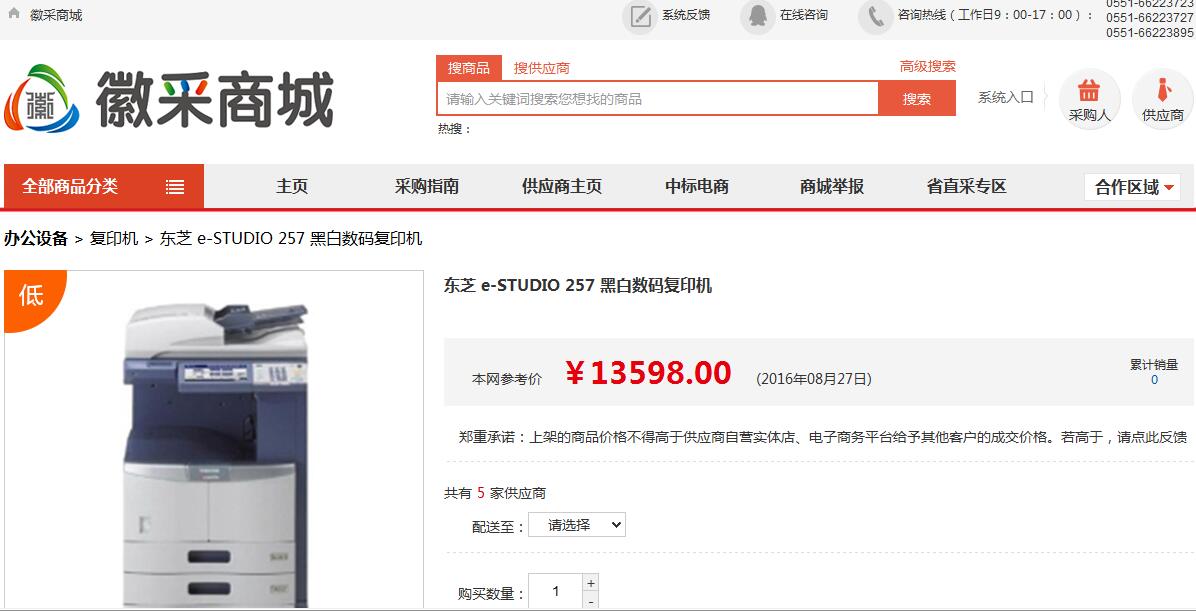 徽采商城
系统反馈
在线咨询
咨询热线（工作日9：00-17：00）：
0551-66223723
0551-66223727
0551-66223895
徽
徽采商城
搜商品
搜供应商
高级搜索
请输入关键词搜索您想找的商品
搜索
热搜：
系统入口
采购人
供应商
全部商品分类
主页
采购指南
供应商主页
中标电商
商城举报
省直采专区
合作区域
办公设备 > 复印机 > 东芝 e-STUDIO 257 黑白数码复印机
低
东芝 e-STUDIO 257 黑白数码复印机
本网参考价 ￥13598.00 (2016年08月27日)
累计销量
0
郑重承诺：上架的商品价格不得高于供应商自营实体店、电子商务平台给予其他客户的成交价格。若高于，请点此反馈
共有 5 家供应商
配送至： 请选择
购买数量： 1 + -